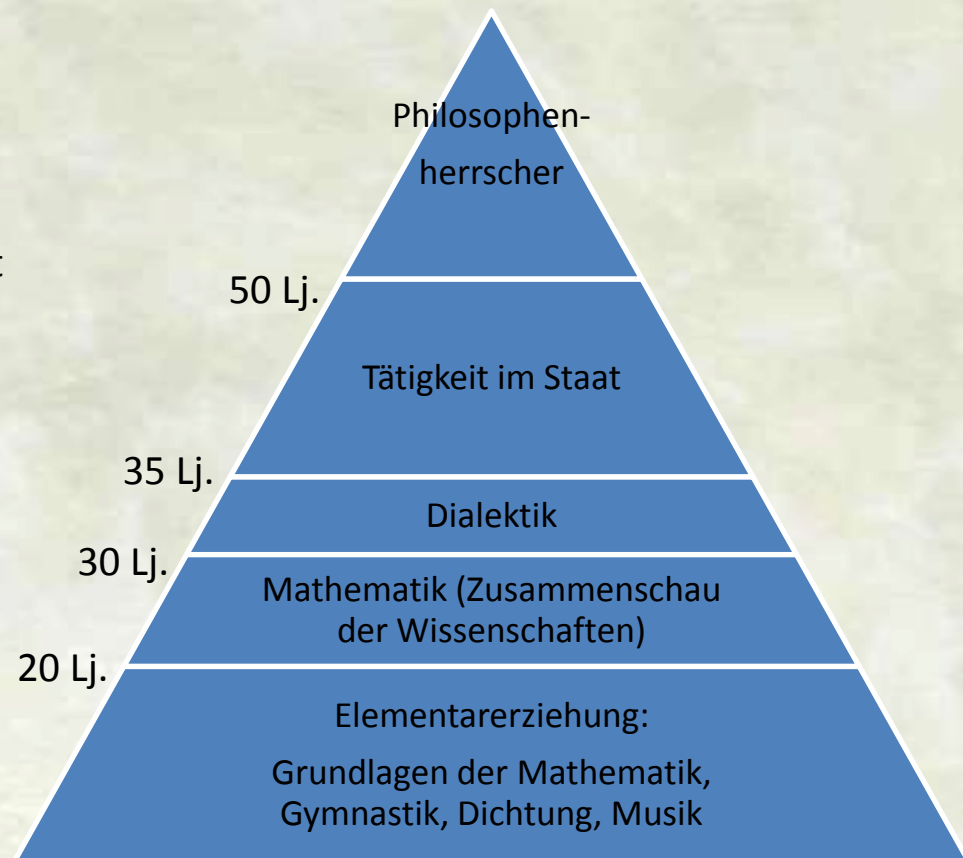 Philosophen-
herrscher
50 Lj.
Tätigkeit im Staat
35 Lj.
Dialektik
30 Lj.
Mathematik (Zusammenschau
der Wissenschaften)
20 Lj.
Elementarerziehung:
Grundlagen der Mathematik,
Gymnastik, Dichtung, Musik